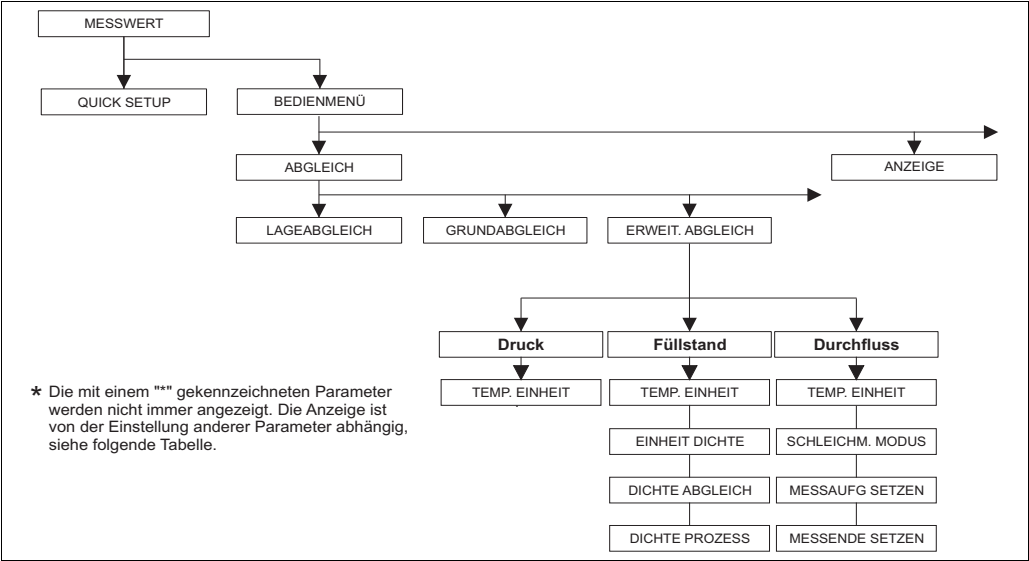 MESSWERT
QUICK SETUP
BEDIENMENÜ
ABGLEICH
ANZEIGE
LAGEABGLEICH
GRUNDABGLEICH
ERWEIT. ABGLEICH
Druck
Füllstand
Durchfluss
TEMP. EINHEIT
TEMP. EINHEIT
TEMP. EINHEIT
* Die mit einem "*" gekennzeichneten Parameter
werden nicht immer angezeigt. Die Anzeige ist
von der Einstellung anderer Parameter abhängig,
siehe folgende Tabelle.
EINHEIT DICHTE
SCHLEICHM. MODUS
DICHTE ABGLEICH
MESSAUFG SETZEN
DICHTE PROZESS
MESSENDE SETZEN